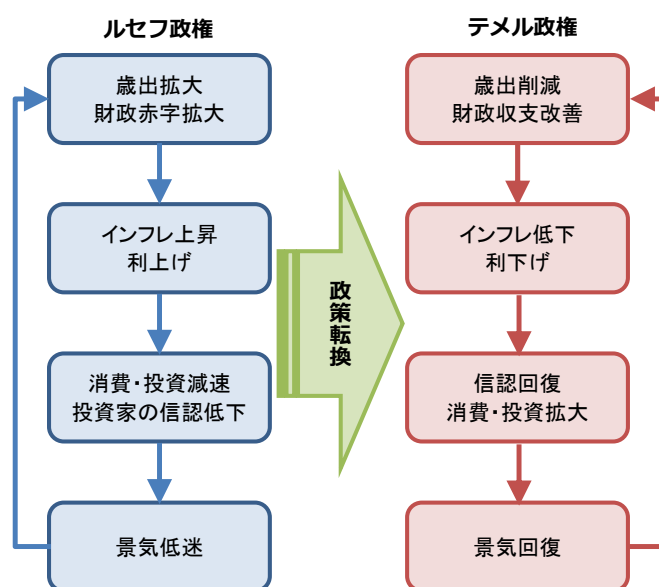 ルセフ政権
歳出拡大
財政赤字拡大
インフレ上昇
利上げ
消費・投資減速
投資家の信認低下
景気低迷
政策転換
テメル政権
歳出削減
財政収支改善
インフレ低下
利下げ
信認回復
消費・投資拡大
景気回復